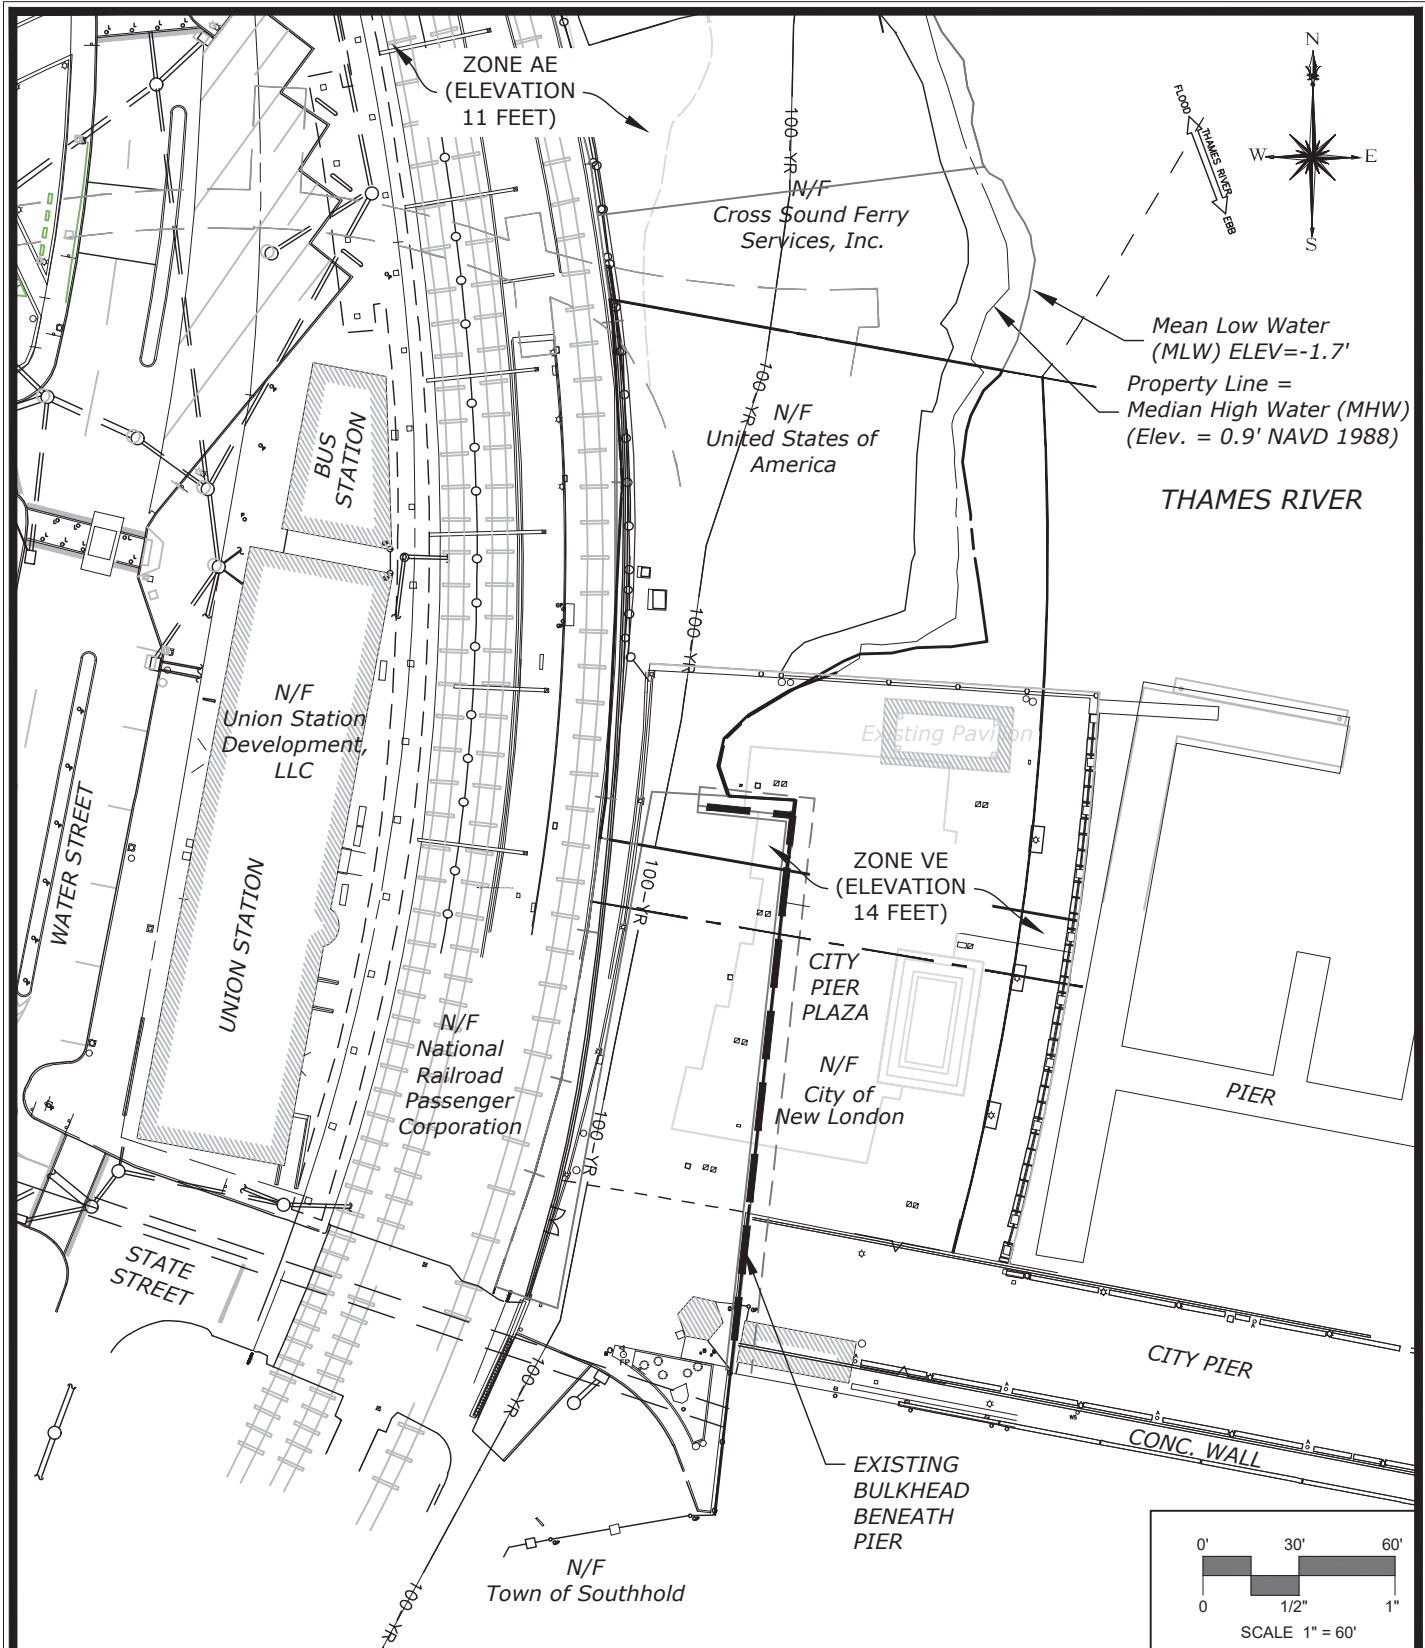 ZONE AE
(ELEVATION
11 FEET)
100-YR
N/F
Cross Sound Ferry
Services, Inc.
FLOOD
THAMES RIVER
EBB
N
W
E
S
Mean Low Water
(MLW) ELEV=-1.7'
Property Line =
Median High Water (MHW)
(Elev. = 0.9' NAVD 1988)
THAMES RIVER
100-YR
N/F
United States of
America
BUS
STATION
100-YR
N/F
Union Station
Development,
LLC
Existing Pavilion
WATER STREET
UNION STATION
100-YR
ZONE VE
(ELEVATION
14 FEET)
CITY
PIER
PLAZA
N/F
City of
New London
N/F
National
Railroad
Passenger
Corporation
100-YR
PIER
STATE
STREET
CITY PIER
FP
100-YR
CONC. WALL
EXISTING
BULKHEAD
BENEATH
PIER
N/F
Town of Southhold
100-YR
0' 30' 60'
0 1/2" 1"
SCALE 1" = 60'